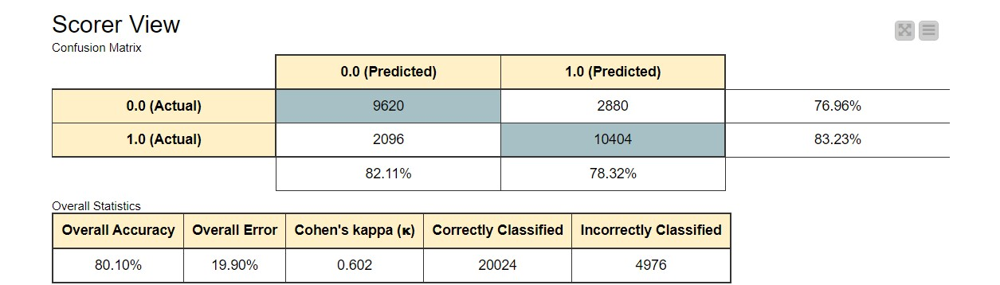 Scorer View
Confusion Matrix
0.0 (Predicted) 1.0 (Predicted)
0.0 (Actual) 9620 2880 76.96%
1.0 (Actual) 2096 10404 83.23%
82.11% 78.32%
Overall Statistics
Overall Accuracy Overall Error Cohen's kappa (κ) Correctly Classified Incorrectly Classified
80.10% 19.90% 0.602 20024 4976